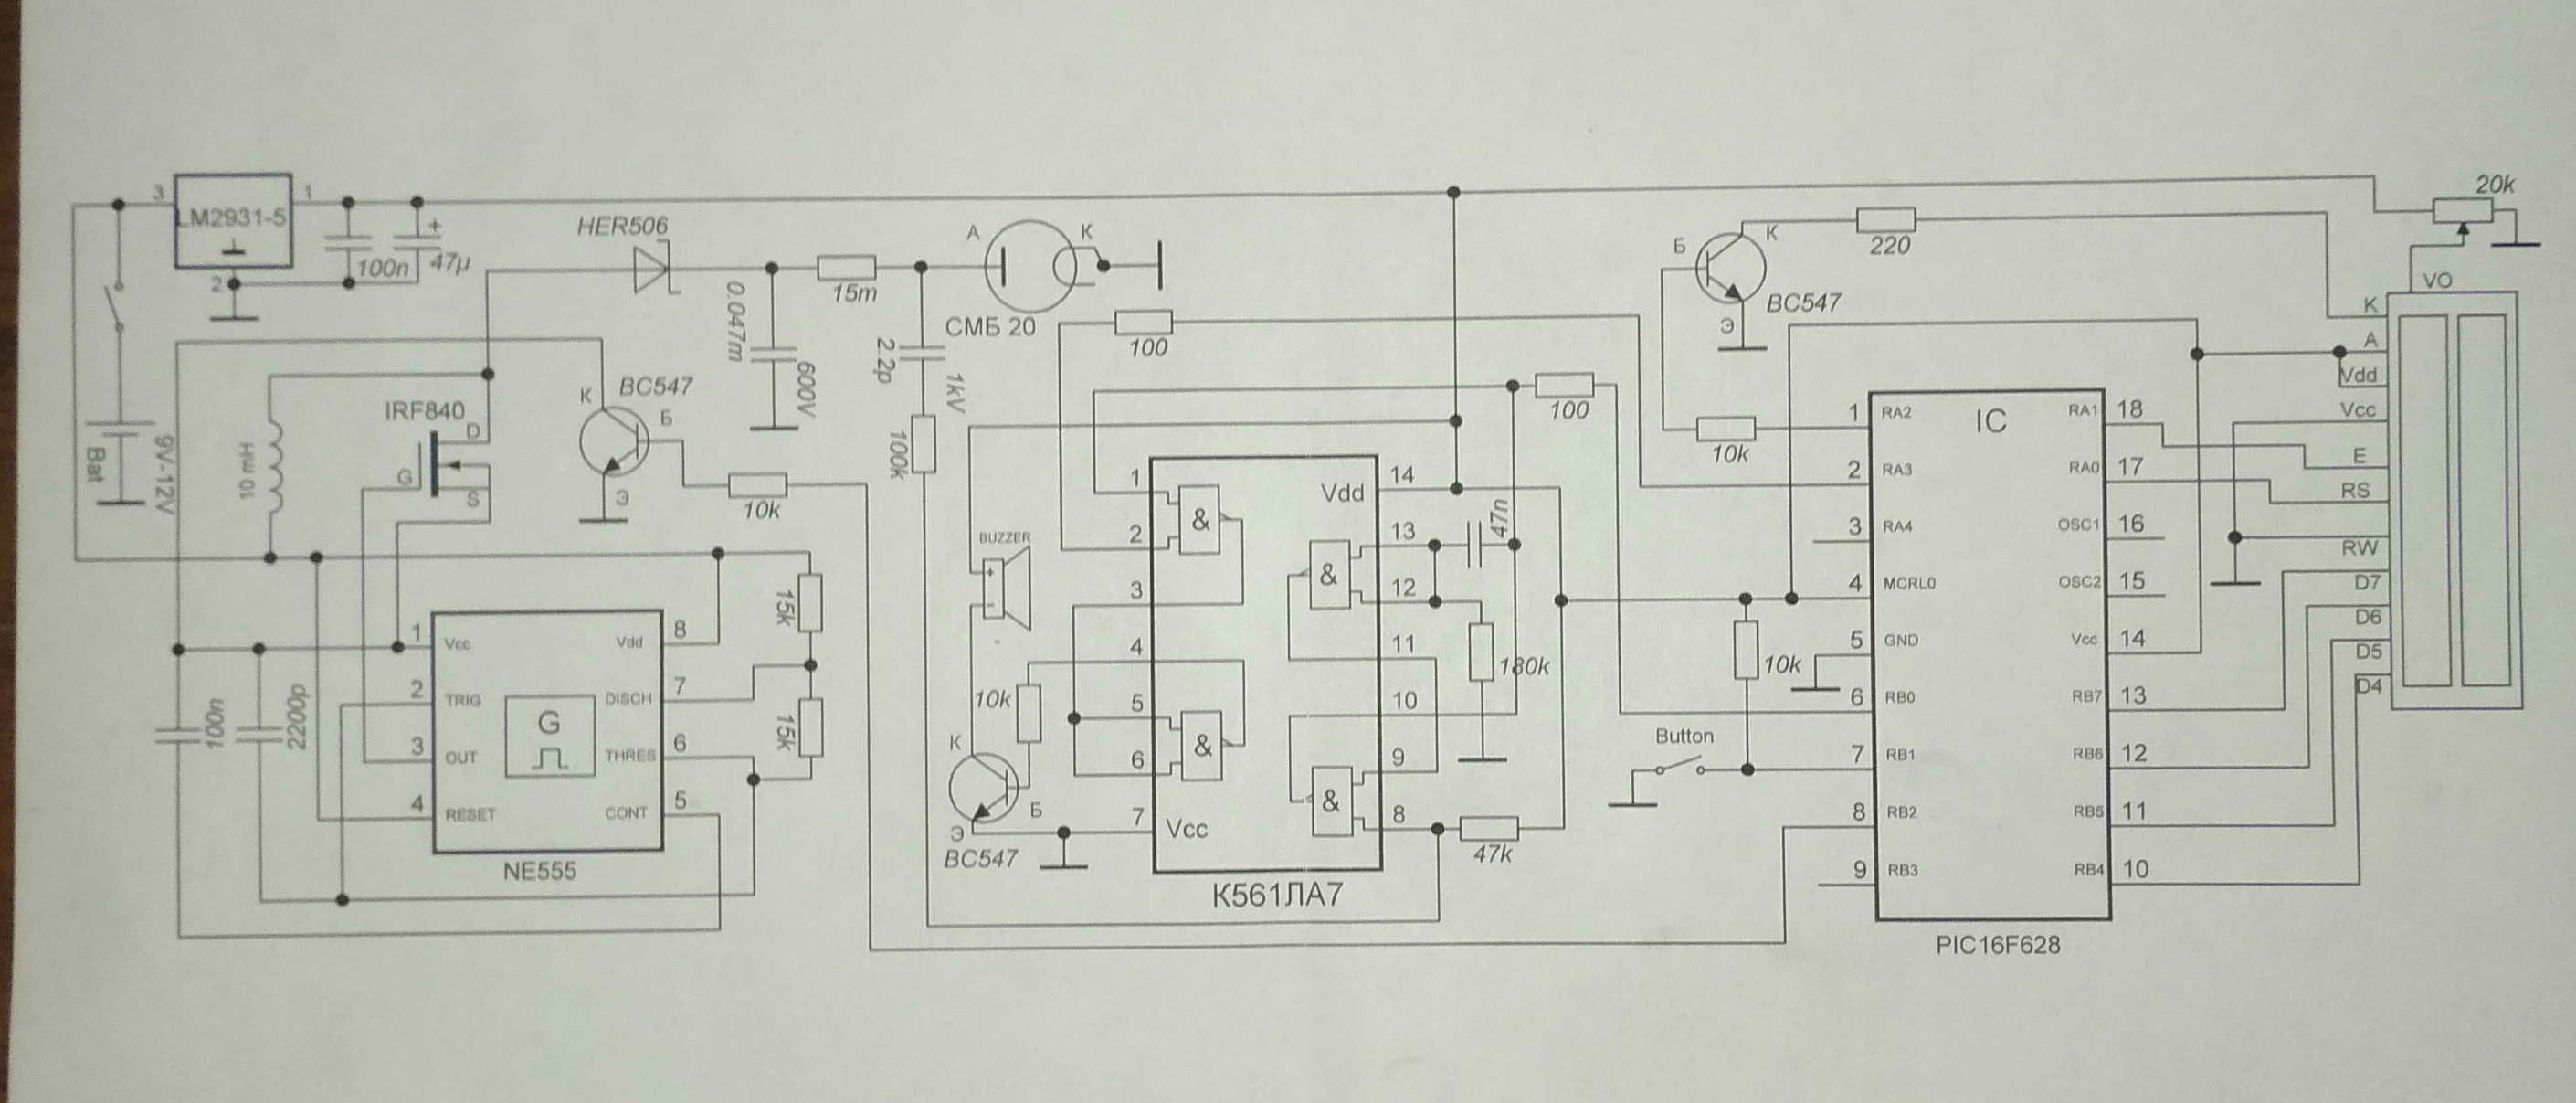 3
LM2931-5
1
2
100n
+
47µ
HER506
0.047m
600V
15m
2.2p
1kV
100k
А
К
СМБ 20
100
Б
К
Э
BC547
220
20k
VO
K
A
Vdd
Vcc
E
RS
RW
D7
D6
D5
D4
Bat
9V-12V
10 mH
IRF840
D
G
S
К
BC547
Б
Э
10k
15k
15k
1
Vcc
2
TRIG
3
OUT
4
RESET
G
Vdd
8
DISCH
7
THRES
6
CONT
5
NE555
100n
2200p
BUZZER
+
-
10k
К
Б
Э
BC547
1
2
3
4
5
6
7
Vcc
&
&
&
&
Vdd
14
13
12
11
10
9
8
К561ЛА7
47n
100
180k
47k
10k
10k
Button
IC
1
RA2
2
RA3
3
RA4
4
MCRL0
5
GND
6
RB0
7
RB1
8
RB2
9
RB3
RA1
18
RA0
17
OSC1
16
OSC2
15
Vcc
14
RB7
13
RB6
12
RB5
11
RB4
10
PIC16F628